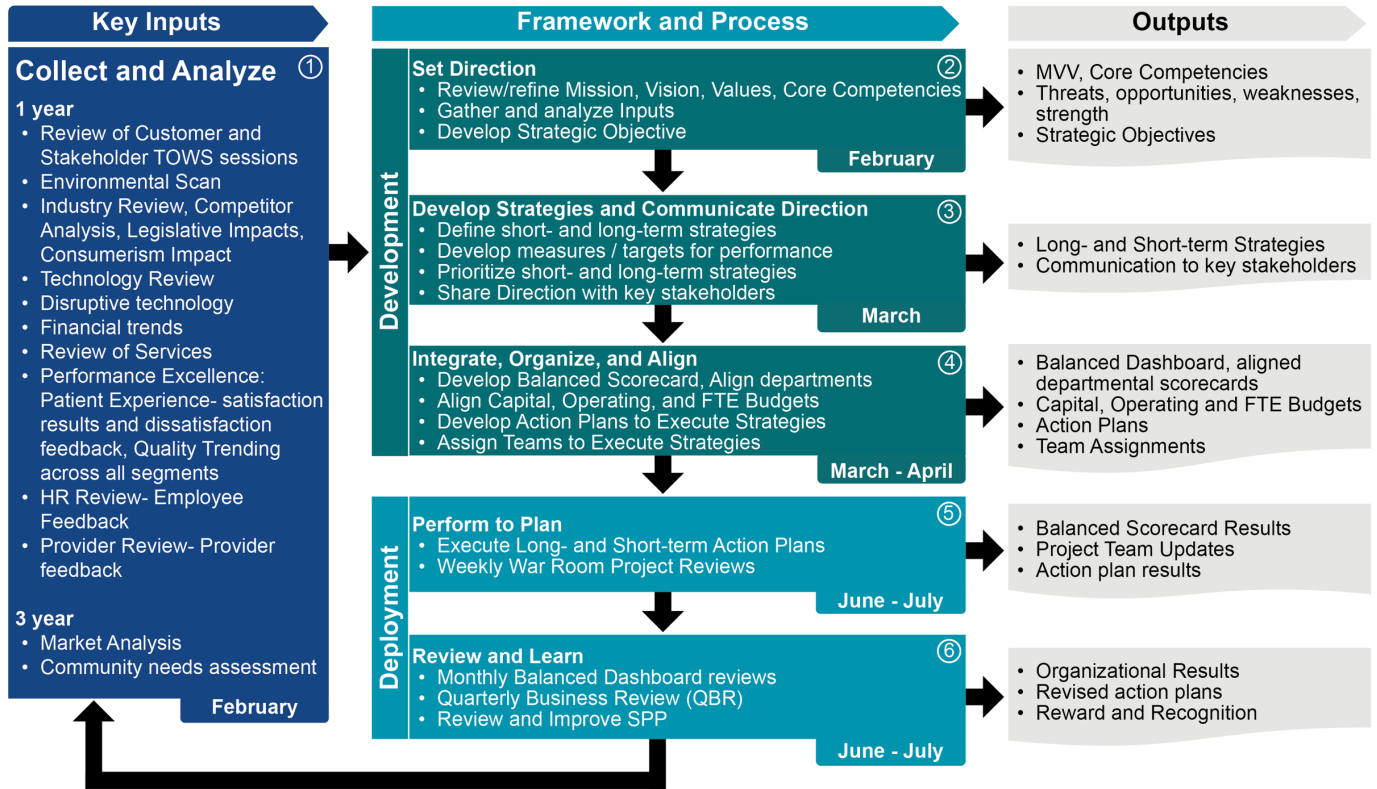 Key Inputs
Framework and Process
Outputs
Collect and Analyze ①
1 year
• Review of Customer and
Stakeholder TOWS sessions
• Environmental Scan
• Industry Review, Competitor
Analysis, Legislative Impacts,
Consumerism Impact
• Technology Review
• Disruptive technology
• Financial trends
• Review of Services
• Performance Excellence:
Patient Experience- satisfaction
results and dissatisfaction
feedback, Quality Trending
across all segments
• HR Review- Employee
Feedback
• Provider Review- Provider
feedback
3 year
• Market Analysis
• Community needs assessment
February
Development
Set Direction ②
• Review/refine Mission, Vision, Values, Core Competencies
• Gather and analyze Inputs
• Develop Strategic Objective
February
• MVV, Core Competencies
• Threats, opportunities, weaknesses,
strength
• Strategic Objectives
Develop Strategies and Communicate Direction ③
• Define short- and long-term strategies
• Develop measures / targets for performance
• Prioritize short- and long-term strategies
• Share Direction with key stakeholders
March
• Long- and Short-term Strategies
• Communication to key stakeholders
Integrate, Organize, and Align ④
• Develop Balanced Scorecard, Align departments
• Align Capital, Operating, and FTE Budgets
• Develop Action Plans to Execute Strategies
• Assign Teams to Execute Strategies
March - April
• Balanced Dashboard, aligned
departmental scorecards
• Capital, Operating and FTE Budgets
• Action Plans
• Team Assignments
Deployment
Perform to Plan ⑤
• Execute Long- and Short-term Action Plans
• Weekly War Room Project Reviews
June - July
• Balanced Scorecard Results
• Project Team Updates
• Action plan results
Review and Learn ⑥
• Monthly Balanced Dashboard reviews
• Quarterly Business Review (QBR)
• Review and Improve SPP
June - July
• Organizational Results
• Revised action plans
• Reward and Recognition